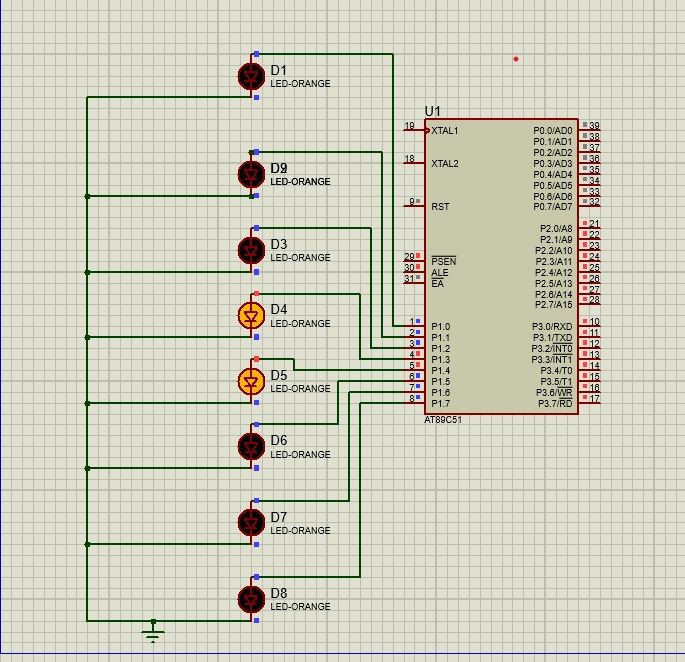 D1
LED-ORANGE
D9
LED-ORANGE
D3
LED-ORANGE
D4
LED-ORANGE
D5
LED-ORANGE
D6
LED-ORANGE
D7
LED-ORANGE
D8
LED-ORANGE
U1
19 XTAL1
18 XTAL2
9 RST
29 PSEN
30 ALE
31 EA
1 P1.0
2 P1.1
3 P1.2
4 P1.3
5 P1.4
6 P1.5
7 P1.6
8 P1.7
P0.0/AD0 39
P0.1/AD1 38
P0.2/AD2 37
P0.3/AD3 36
P0.4/AD4 35
P0.5/AD5 34
P0.6/AD6 33
P0.7/AD7 32
P2.0/A8 21
P2.1/A9 22
P2.2/A10 23
P2.3/A11 24
P2.4/A12 25
P2.5/A13 26
P2.6/A14 27
P2.7/A15 28
P3.0/RXD 10
P3.1/TXD 11
P3.2/INT0 12
P3.3/INT1 13
P3.4/T0 14
P3.5/T1 15
P3.6/WR 16
P3.7/RD 17
AT89C51